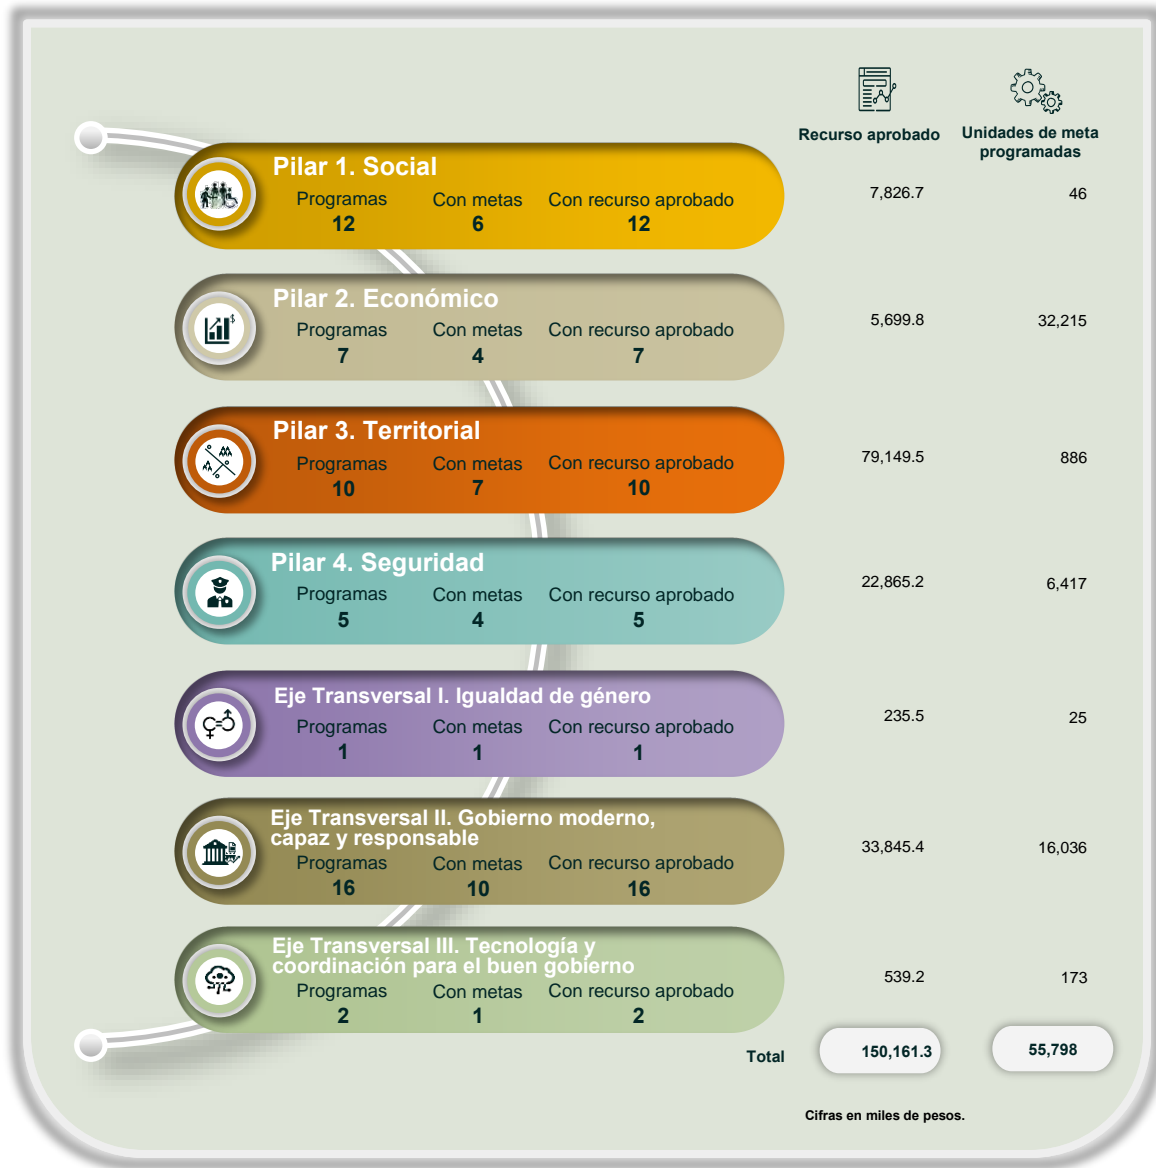 Recurso aprobado
Unidades de meta
programadas
Pilar 1. Social
Programas Con metas Con recurso aprobado
12 6 12
7,826.7 46
Pilar 2. Económico
Programas Con metas Con recurso aprobado
7 4 7
5,699.8 32,215
Pilar 3. Territorial
Programas Con metas Con recurso aprobado
10 7 10
79,149.5 886
Pilar 4. Seguridad
Programas Con metas Con recurso aprobado
5 4 5
22,865.2 6,417
Eje Transversal I. Igualdad de género
Programas Con metas Con recurso aprobado
1 1 1
235.5 25
Eje Transversal II. Gobierno moderno,
capaz y responsable
Programas Con metas Con recurso aprobado
16 10 16
33,845.4 16,036
Eje Transversal III. Tecnología y
coordinación para el buen gobierno
Programas Con metas Con recurso aprobado
2 1 2
539.2 173
Total 150,161.3 55,798
Cifras en miles de pesos.